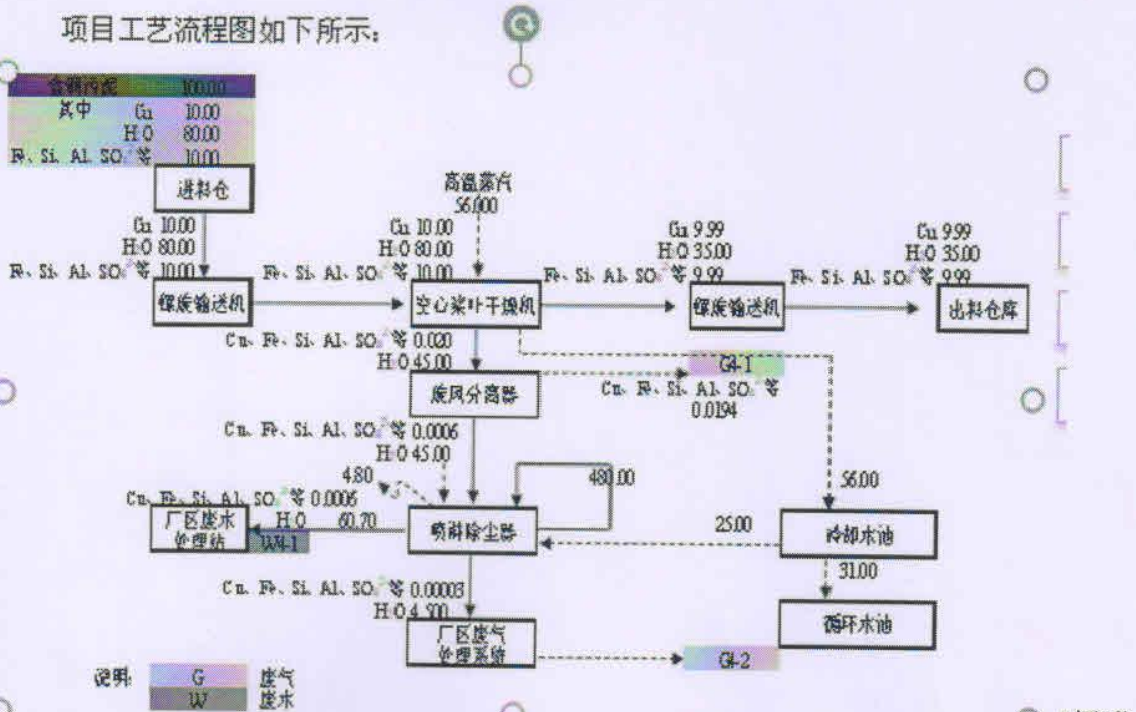 项目工艺流程图如下所示:
含铜污泥 100.00
其中 Cu 10.00
H₂O 80.00
Fe、Si、Al、SO₄²⁻等 10.00
进料仓
高温蒸汽
56.000
Cu 10.00
H₂O 80.00
Fe、Si、Al、SO₄²⁻等 10.00
Cu 10.00
H₂O 80.00
Fe、Si、Al、SO₄²⁻等 10.00
Cu 9.99
H₂O 35.00
Fe、Si、Al、SO₄²⁻等 9.99
Cu 9.99
H₂O 35.00
Fe、Si、Al、SO₄²⁻等 9.99
螺旋输送机
空心桨叶干燥机
螺旋输送机
出料仓库
Cu、Fe、Si、Al、SO₄²⁻等 0.020
H₂O 45.00
旋风分离器
G4-1
Cu、Fe、Si、Al、SO₄²⁻等
0.0194
Cu、Fe、Si、Al、SO₄²⁻等 0.0006
H₂O 45.00
4.80
480.00
56.00
Cu、Fe、Si、Al、SO₄²⁻等 0.0006
H₂O 60.70
厂区废水
处理站
W4-1
喷淋除尘器
25.00
冷却水池
31.00
Cu、Fe、Si、Al、SO₄²⁻等 0.00003
H₂O 4.500
厂区废气
处理系统
G4-2
循环水池
说明:
G 废气
W 废水